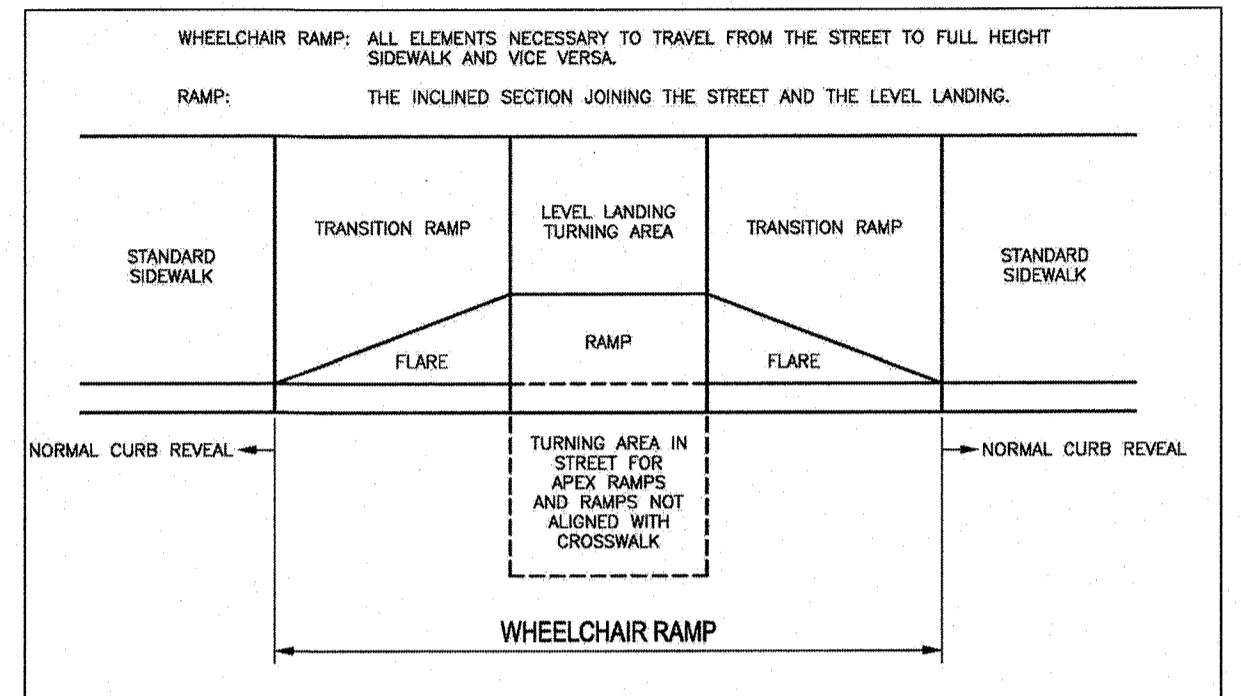 WHEELCHAIR RAMP: ALL ELEMENTS NECESSARY TO TRAVEL FROM THE STREET TO FULL HEIGHT
SIDEWALK AND VICE VERSA.
RAMP: THE INCLINED SECTION JOINING THE STREET AND THE LEVEL LANDING.
STANDARD
SIDEWALK
TRANSITION RAMP
LEVEL LANDING
TURNING AREA
TRANSITION RAMP
STANDARD
SIDEWALK
FLARE
RAMP
FLARE
NORMAL CURB REVEAL
TURNING AREA IN
STREET FOR
APEX RAMPS
AND RAMPS NOT
ALIGNED WITH
CROSSWALK
NORMAL CURB REVEAL
WHEELCHAIR RAMP